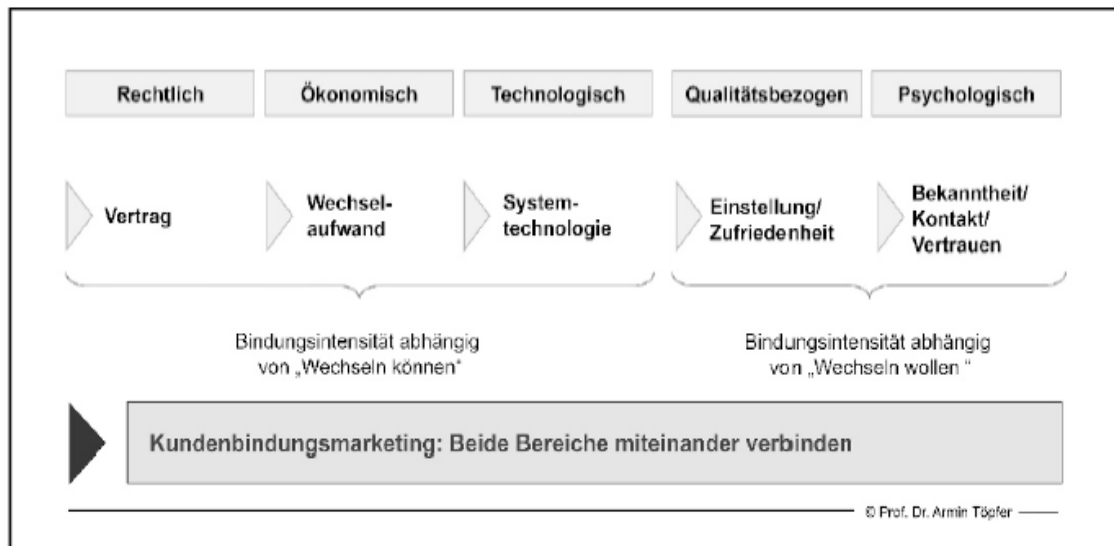 Rechtlich
Ökonomisch
Technologisch
Qualitätsbezogen
Psychologisch
Vertrag
Wechsel-
aufwand
System-
technologie
Einstellung/
Zufriedenheit
Bekanntheit/
Kontakt/
Vertrauen
Bindungsintensität abhängig
von „Wechseln können“
Bindungsintensität abhängig
von „Wechseln wollen “
Kundenbindungsmarketing: Beide Bereiche miteinander verbinden
© Prof. Dr. Armin Töpfer